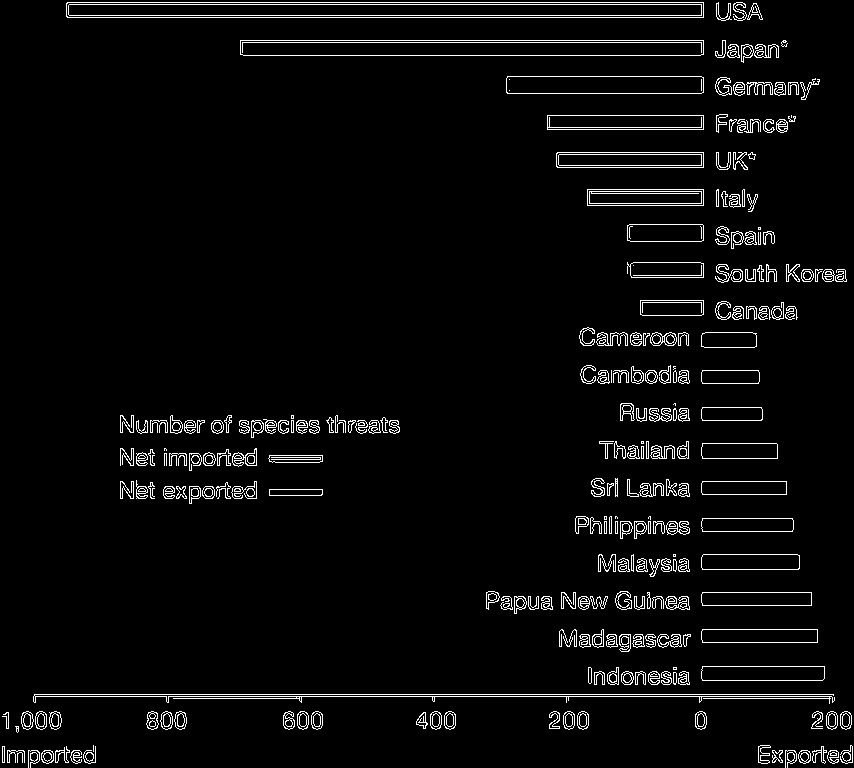 USA
Japan*
Germany*
France*
UK*
Italy
Spain
South Korea
Canada
Cameroon
Cambodia
Russia
Thailand
Sri Lanka
Philippines
Malaysia
Papua New Guinea
Madagascar
Indonesia
Number of species threats
Net imported
Net exported
1,000 800 600 400 200 0 200
Imported Exported